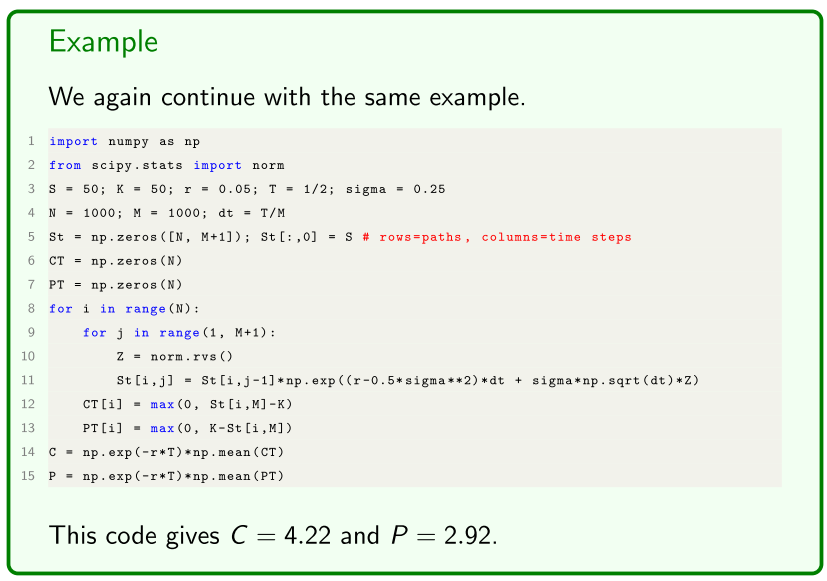 Example
We again continue with the same example.
1 import numpy as np
2 from scipy.stats import norm
3 S = 50; K = 50; r = 0.05; T = 1/2; sigma = 0.25
4 N = 1000; M = 1000; dt = T/M
5 St = np.zeros([N, M+1]); St[:,0] = S # rows=paths, columns=time steps
6 CT = np.zeros(N)
7 PT = np.zeros(N)
8 for i in range(N):
9     for j in range(1, M+1):
10         Z = norm.rvs()
11         St[i,j] = St[i,j-1]*np.exp((r-0.5*sigma**2)*dt + sigma*np.sqrt(dt)*Z)
12     CT[i] = max(0, St[i,M]-K)
13     PT[i] = max(0, K-St[i,M])
14 C = np.exp(-r*T)*np.mean(CT)
15 P = np.exp(-r*T)*np.mean(PT)
This code gives C = 4.22 and P = 2.92.